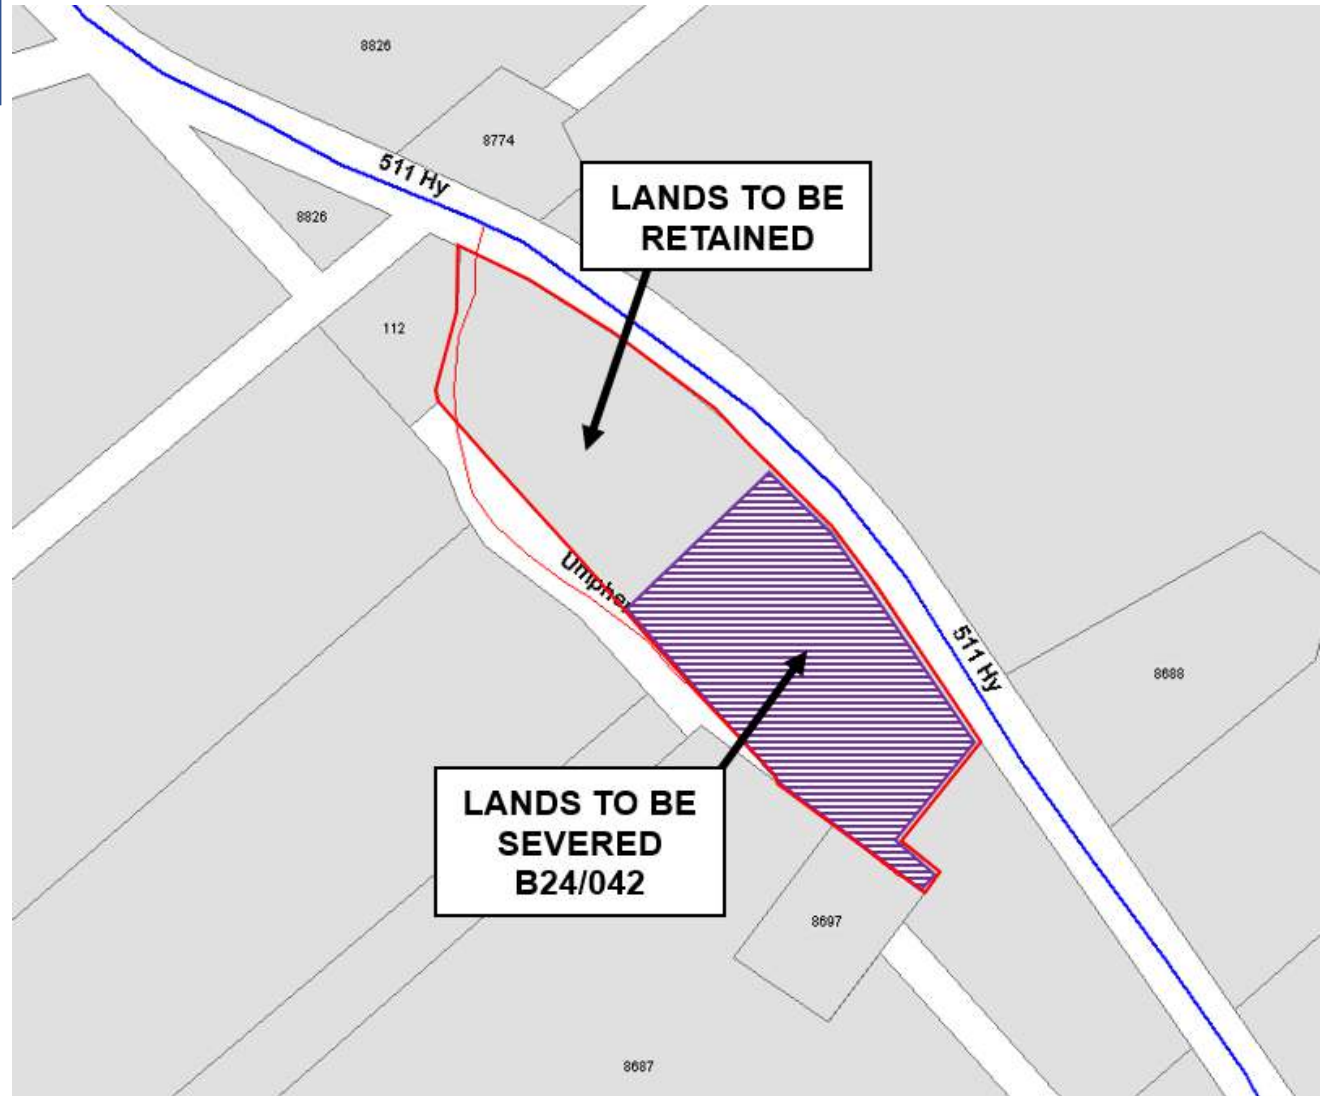 8826
8774
511 Hy
8826
LANDS TO BE
RETAINED
112
511 Hy
8688
LANDS TO BE
SEVERED
B24/042
8697
8687